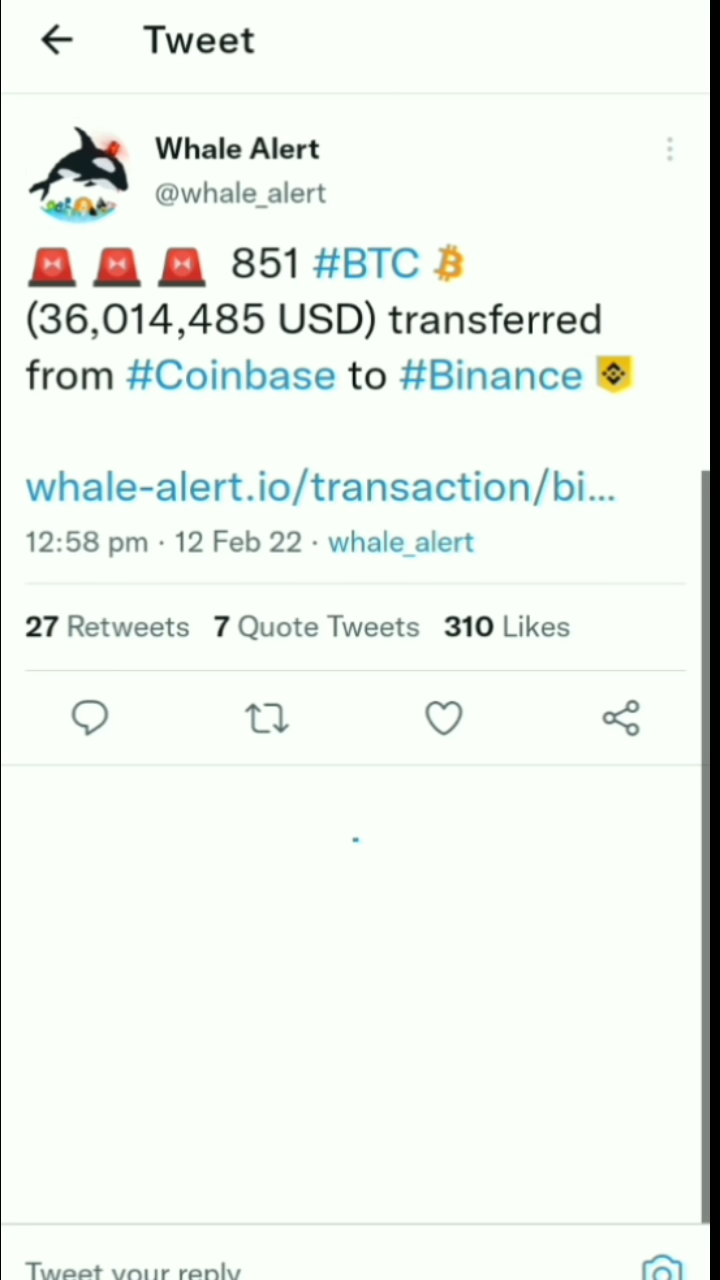 Tweet
Whale Alert
@whale_alert
🚨 🚨 🚨 851 #BTC
(36,014,485 USD) transferred
from #Coinbase to #Binance
whale-alert.io/transaction/bi...
12:58 pm · 12 Feb 22 · whale_alert
27 Retweets 7 Quote Tweets 310 Likes
Tweet your reply